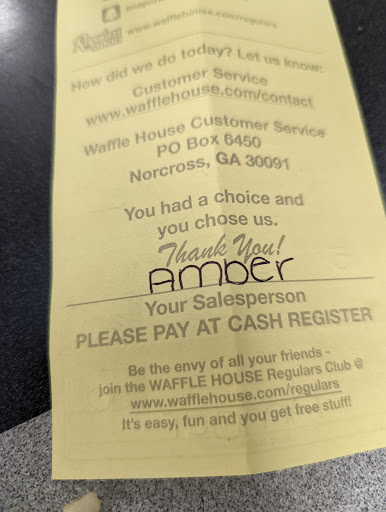 www.wafflehouse.com/regulars
How did we do today? Let us know:
Customer Service
www.wafflehouse.com/contact
Waffle House Customer Service
PO Box 6450
Norcross, GA 30091
You had a choice and
you chose us.
Thank You!
Amber
Your Salesperson
PLEASE PAY AT CASH REGISTER
Be the envy of all your friends -
join the WAFFLE HOUSE Regulars Club @
www.wafflehouse.com/regulars
It's easy, fun and you get free stuff!